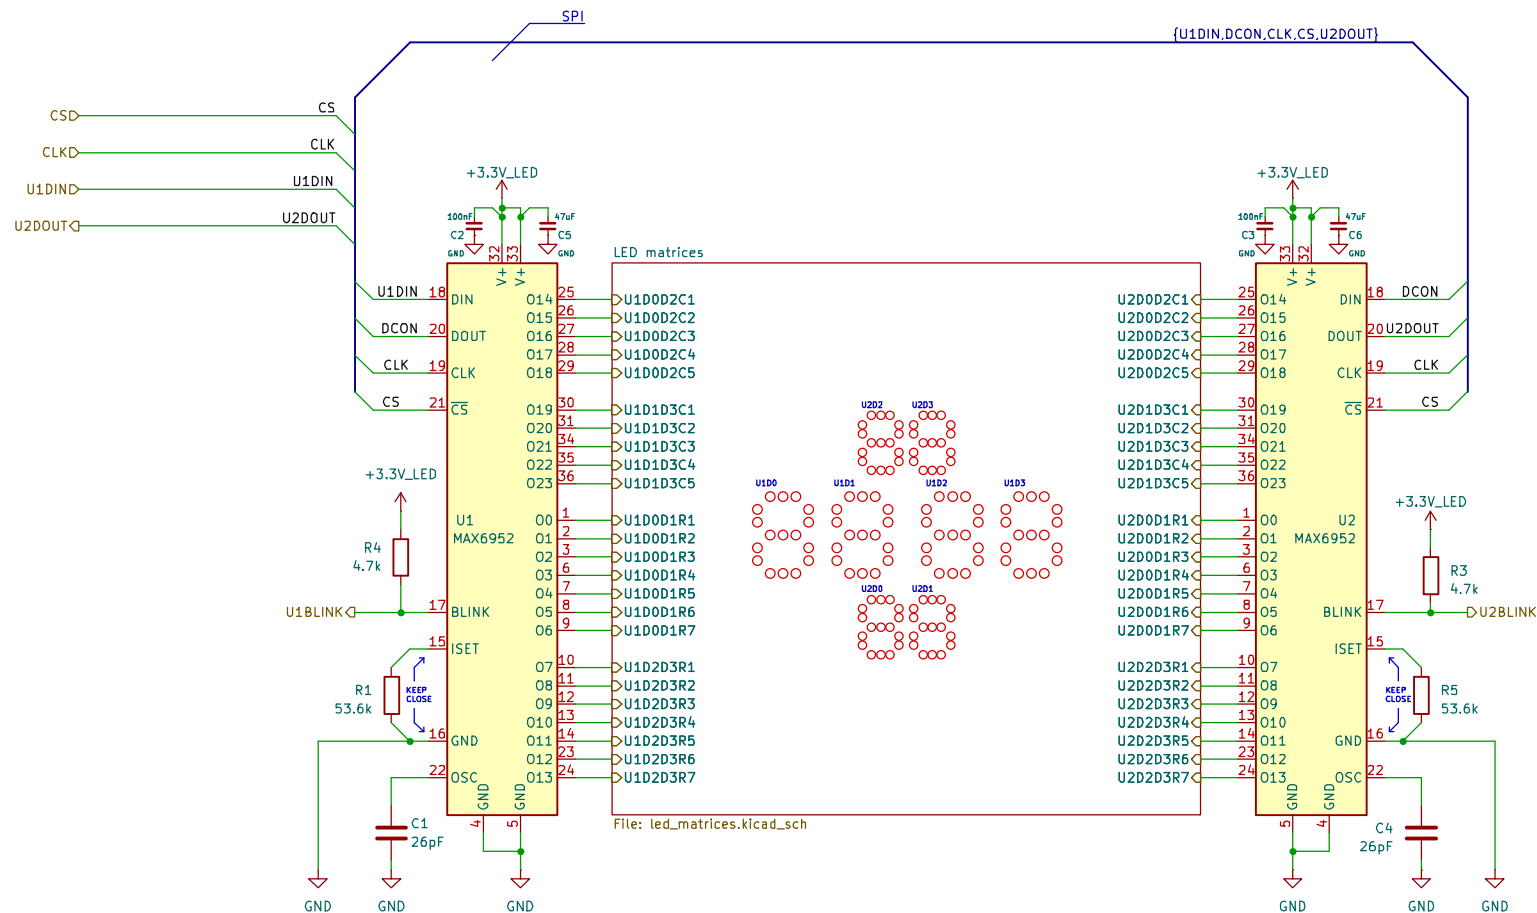 SPI
{U1DIN,DCON,CLK,CS,U2DOUT}
CS CS
CLK CLK
U1DIN U1DIN
U2DOUT U2DOUT
+3.3V_LED +3.3V_LED
100nF 47uF 100nF 47uF
C2 C5 C3 C6
GND GND GND GND
32 33 33 32
V+ V+ V+ V+
LED matrices
U1DIN 18 DIN O14 25 U1D0D2C1 U2D0D2C1 25 O14 DIN 18 DCON
O15 26 U1D0D2C2 U2D0D2C2 26 O15
DCON 20 DOUT O16 27 U1D0D2C3 U2D0D2C3 27 O16 DOUT 20 U2DOUT
O17 28 U1D0D2C4 U2D0D2C4 28 O17
CLK 19 CLK O18 29 U1D0D2C5 U2D0D2C5 29 O18 CLK 19 CLK
CS 21 CS O19 30 U1D1D3C1 U2D1D3C1 30 O19 CS 21 CS
O20 31 U1D1D3C2 U2D1D3C2 31 O20
O21 34 U1D1D3C3 U2D1D3C3 34 O21
O22 35 U1D1D3C4 U2D1D3C4 35 O22
O23 36 U1D1D3C5 U2D1D3C5 36 O23
U2D2 U2D3
U1D0 U1D1 U1D2 U1D3
U2D0 U2D1
+3.3V_LED +3.3V_LED
U1 O0 1 U1D0D1R1 U2D0D1R1 1 O0 U2
MAX6952 O1 2 U1D0D1R2 U2D0D1R2 2 O1 MAX6952
R4 O2 3 U1D0D1R3 U2D0D1R3 3 O2
4.7k O3 6 U1D0D1R4 U2D0D1R4 6 O3 R3
O4 7 U1D0D1R5 U2D0D1R5 7 O4 4.7k
U1BLINK 17 BLINK O5 8 U1D0D1R6 U2D0D1R6 8 O5 BLINK 17 U2BLINK
O6 9 U1D0D1R7 U2D0D1R7 9 O6
15 ISET ISET 15
O7 10 U1D2D3R1 U2D2D3R1 10 O7
R1 KEEP O8 11 U1D2D3R2 U2D2D3R2 11 O8 KEEP R5
53.6k CLOSE O9 12 U1D2D3R3 U2D2D3R3 12 O9 CLOSE 53.6k
O10 13 U1D2D3R4 U2D2D3R4 13 O10
16 GND O11 14 U1D2D3R5 U2D2D3R5 14 O11 GND 16
O12 23 U1D2D3R6 U2D2D3R6 23 O12
22 OSC O13 24 U1D2D3R7 U2D2D3R7 24 O13 OSC 22
GND GND GND GND
4 5 5 4
File: led_matrices.kicad_sch
C1 C4
26pF 26pF
GND GND GND GND GND GND